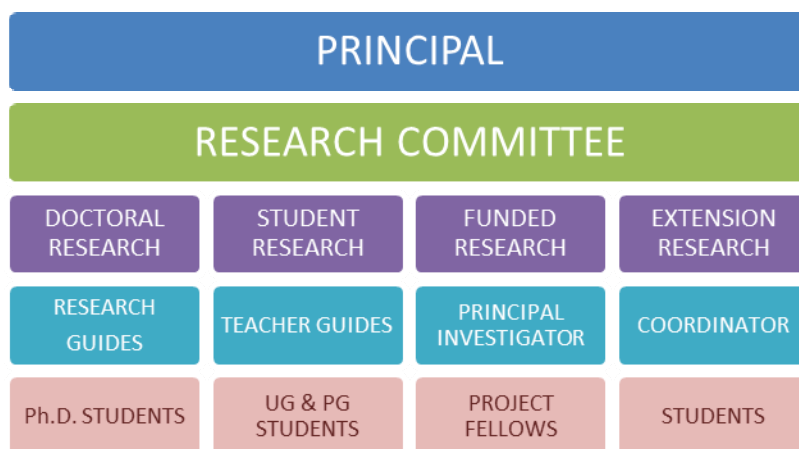 PRINCIPAL
RESEARCH COMMITTEE
DOCTORAL
RESEARCH
STUDENT
RESEARCH
FUNDED
RESEARCH
EXTENSION
RESEARCH
RESEARCH
GUIDES
TEACHER GUIDES
PRINCIPAL
INVESTIGATOR
COORDINATOR
Ph.D. STUDENTS
UG & PG
STUDENTS
PROJECT
FELLOWS
STUDENTS